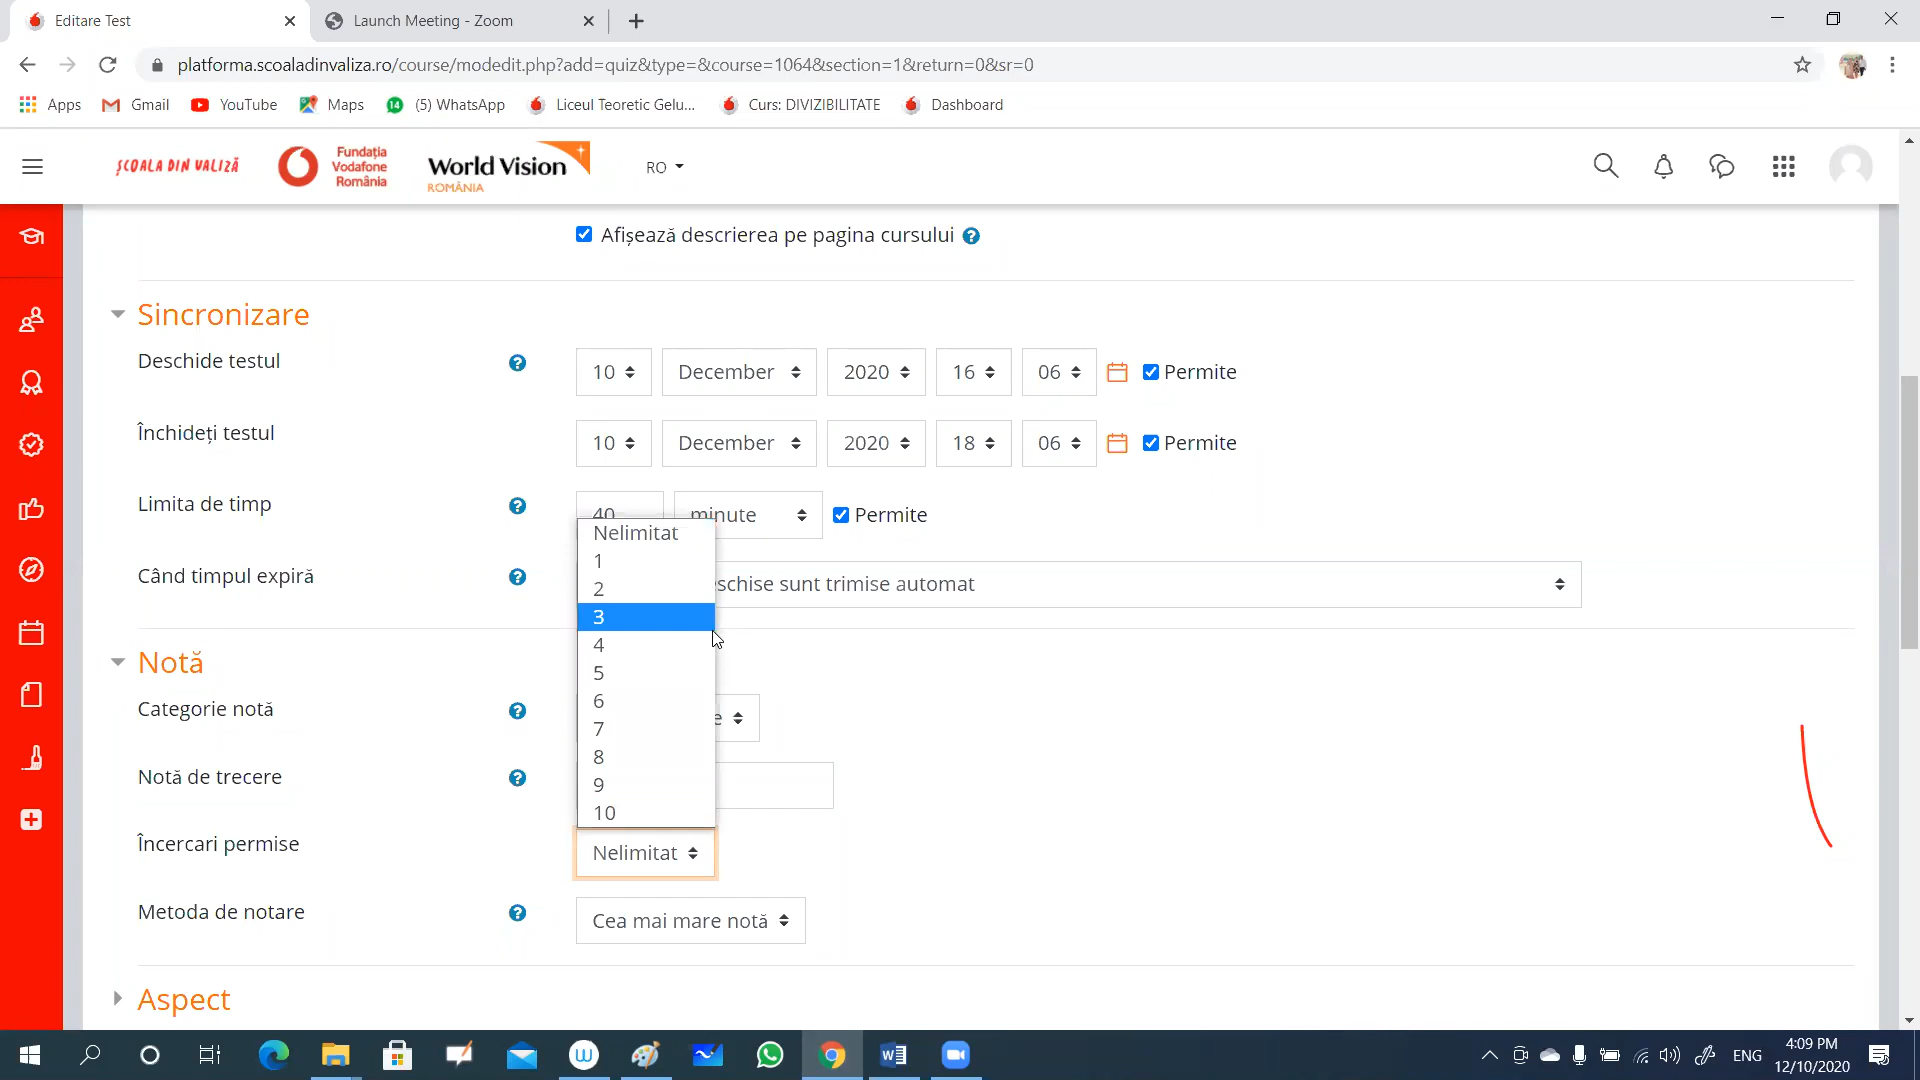 Editare Test
Launch Meeting - Zoom
platforma.scoaladinvaliza.ro/course/modedit.php?add=quiz&type=&course=1064&section=1&return=0&sr=0
Apps
Gmail
YouTube
Maps
14
(5) WhatsApp
Liceul Teoretic Gelu...
Curs: DIVIZIBILITATE
Dashboard
ȘCOALA DIN VALIZĂ
Fundația
Vodafone
România
World Vision
ROMÂNIA
RO
Afișează descrierea pe pagina cursului
Sincronizare
Deschide testul
10 December 2020 16 06 Permite
Închideți testul
10 December 2020 18 06 Permite
Limita de timp
40 minute Permite
Când timpul expiră
schise sunt trimise automat
Nelimitat
1
2
3
4
5
6
7
8
9
10
Notă
Categorie notă
e
Notă de trecere
Încercari permise
Nelimitat
Metoda de notare
Cea mai mare notă
Aspect
ENG
4:09 PM
12/10/2020